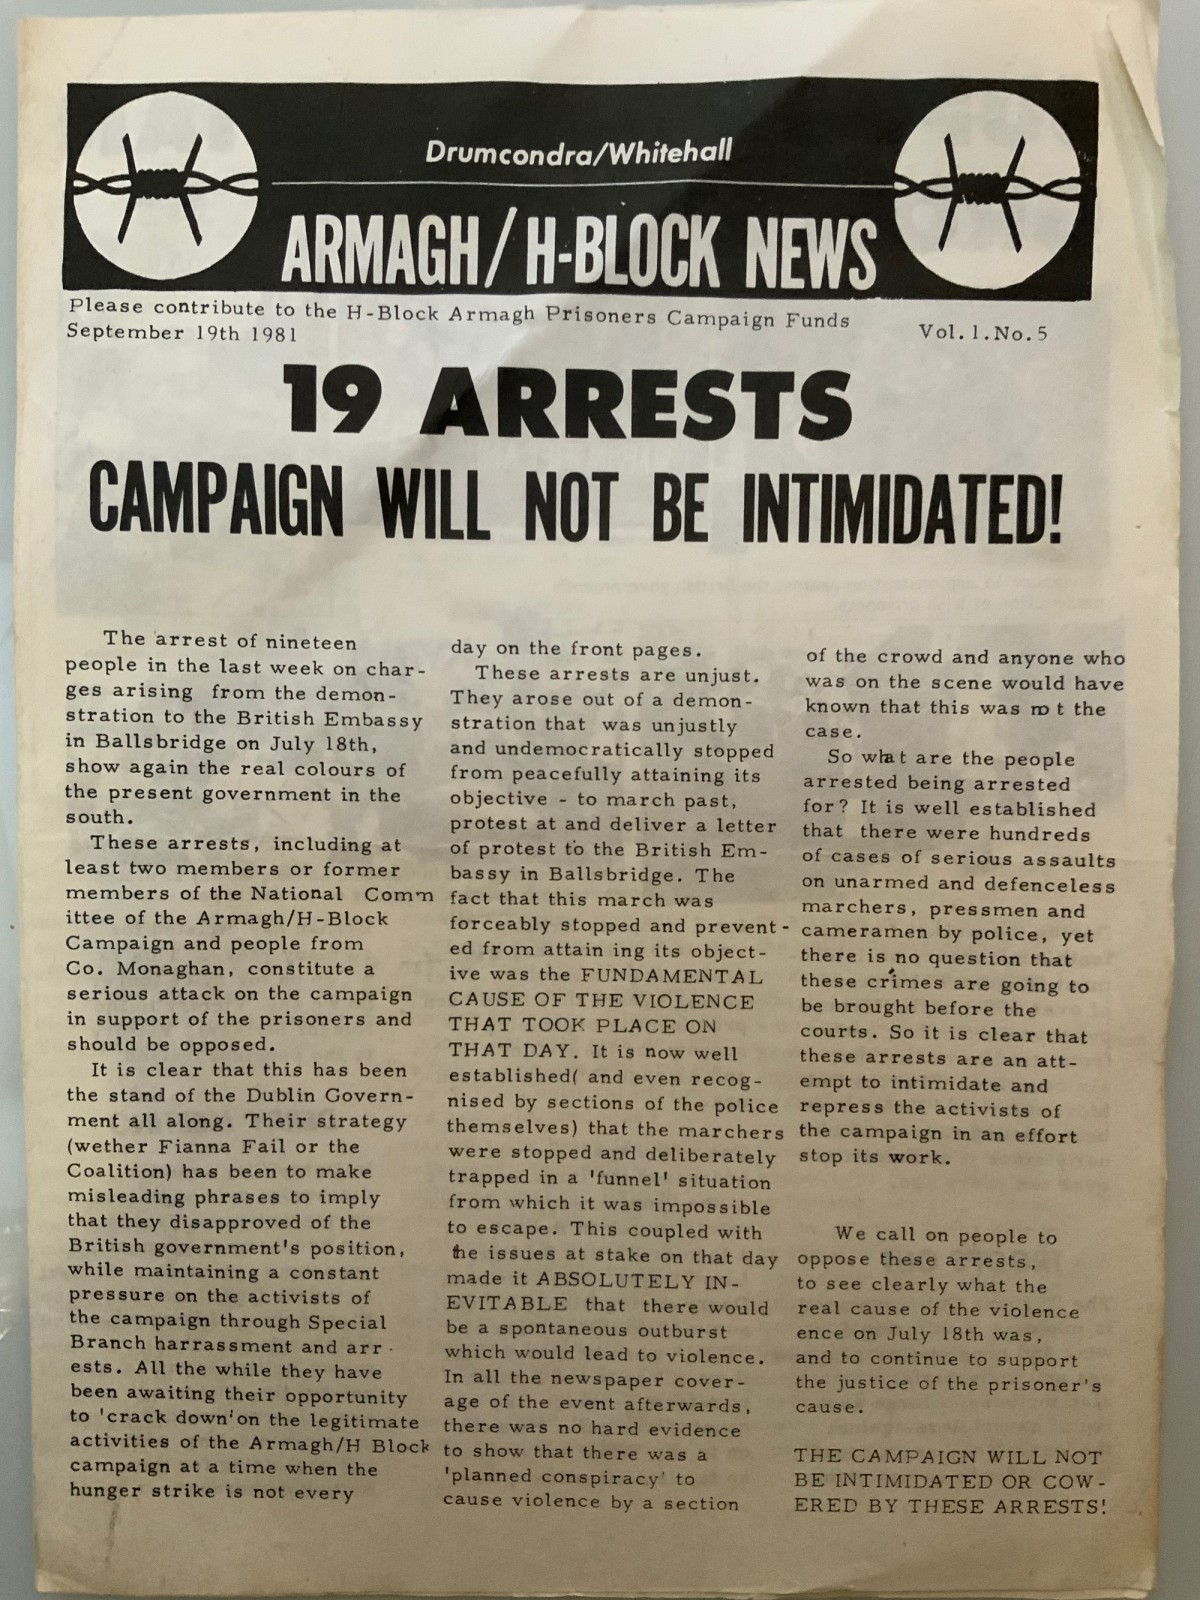 Drumcondra/Whitehall
ARMAGH/H-BLOCK NEWS
Please contribute to the H-Block Armagh Prisoners Campaign Funds
September 19th 1981
Vol.1.No.5
19 ARRESTS
CAMPAIGN WILL NOT BE INTIMIDATED!
The arrest of nineteen
people in the last week on char-
ges arising from the demon-
stration to the British Embassy
in Ballsbridge on July 18th,
show again the real colours of
the present government in the
south.
These arrests, including at
least two members or former
members of the National Comm
ittee of the Armagh/H-Block
Campaign and people from
Co. Monaghan, constitute a
serious attack on the campaign
in support of the prisoners and
should be opposed.
It is clear that this has been
the stand of the Dublin Govern-
ment all along. Their strategy
(wether Fianna Fail or the
Coalition) has been to make
misleading phrases to imply
that they disapproved of the
British government's position,
while maintaining a constant
pressure on the activists of
the campaign through Special
Branch harrassment and arr-
ests. All the while they have
been awaiting their opportunity
to 'crack down'on the legitimate
activities of the Armagh/H Block
campaign at a time when the
hunger strike is not every
day on the front pages.
These arrests are unjust.
They arose out of a demon-
stration that was unjustly
and undemocratically stopped
from peacefully attaining its
objective - to march past,
protest at and deliver a letter
of protest to the British Em-
bassy in Ballsbridge. The
fact that this march was
forceably stopped and prevent-
ed from attain ing its object-
ive was the FUNDAMENTAL
CAUSE OF THE VIOLENCE
THAT TOOK PLACE ON
THAT DAY. It is now well
established( and even recog-
nised by sections of the police
themselves) that the marchers
were stopped and deliberately
trapped in a 'funnel' situation
from which it was impossible
to escape. This coupled with
the issues at stake on that day
made it ABSOLUTELY IN-
EVITABLE that there would
be a spontaneous outburst
which would lead to violence.
In all the newspaper cover-
age of the event afterwards,
there was no hard evidence
to show that there was a
'planned conspiracy' to
cause violence by a section
of the crowd and anyone who
was on the scene would have
known that this was not the
case.
So what are the people
arrested being arrested
for? It is well established
that there were hundreds
of cases of serious assaults
on unarmed and defenceless
marchers, pressmen and
cameramen by police, yet
there is no question that
these crimes are going to
be brought before the
courts. So it is clear that
these arrests are an att-
empt to intimidate and
repress the activists of
the campaign in an effort
stop its work.
We call on people to
oppose these arrests,
to see clearly what the
real cause of the violence
ence on July 18th was,
and to continue to support
the justice of the prisoner's
cause.
THE CAMPAIGN WILL NOT
BE INTIMIDATED OR COW-
ERED BY THESE ARRESTS!